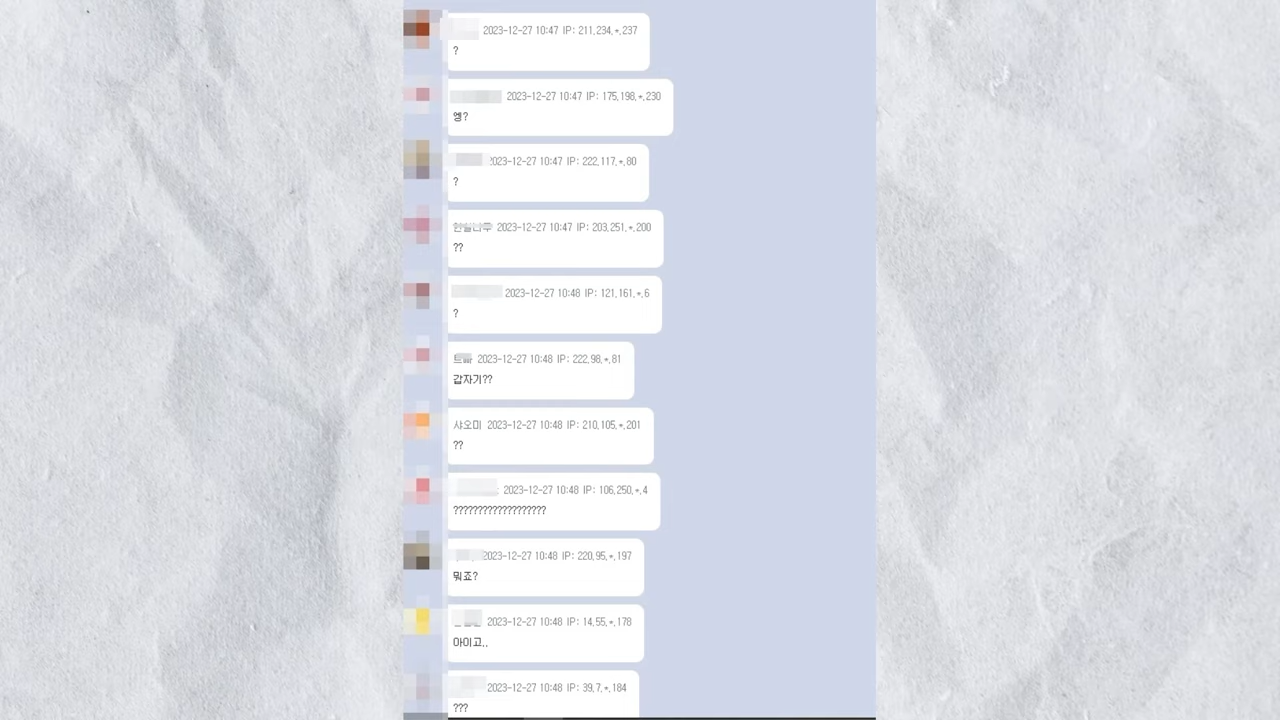 2023-12-27 10:47 IP: 211.234.*.237
?
2023-12-27 10:47 IP: 175.198.*.230
엥?
2023-12-27 10:47 IP: 222.117.*.80
?
2023-12-27 10:47 IP: 203.251.*.200
??
2023-12-27 10:48 IP: 121.161.*.6
?
2023-12-27 10:48 IP: 222.98.*.81
갑자기??
샤오미 2023-12-27 10:48 IP: 210.105.*.201
??
2023-12-27 10:48 IP: 106.250.*.4
???????????????????
2023-12-27 10:48 IP: 220.95.*.197
뭐죠?
2023-12-27 10:48 IP: 14.55.*.178
아이고..
2023-12-27 10:48 IP: 39.7.*.184
???